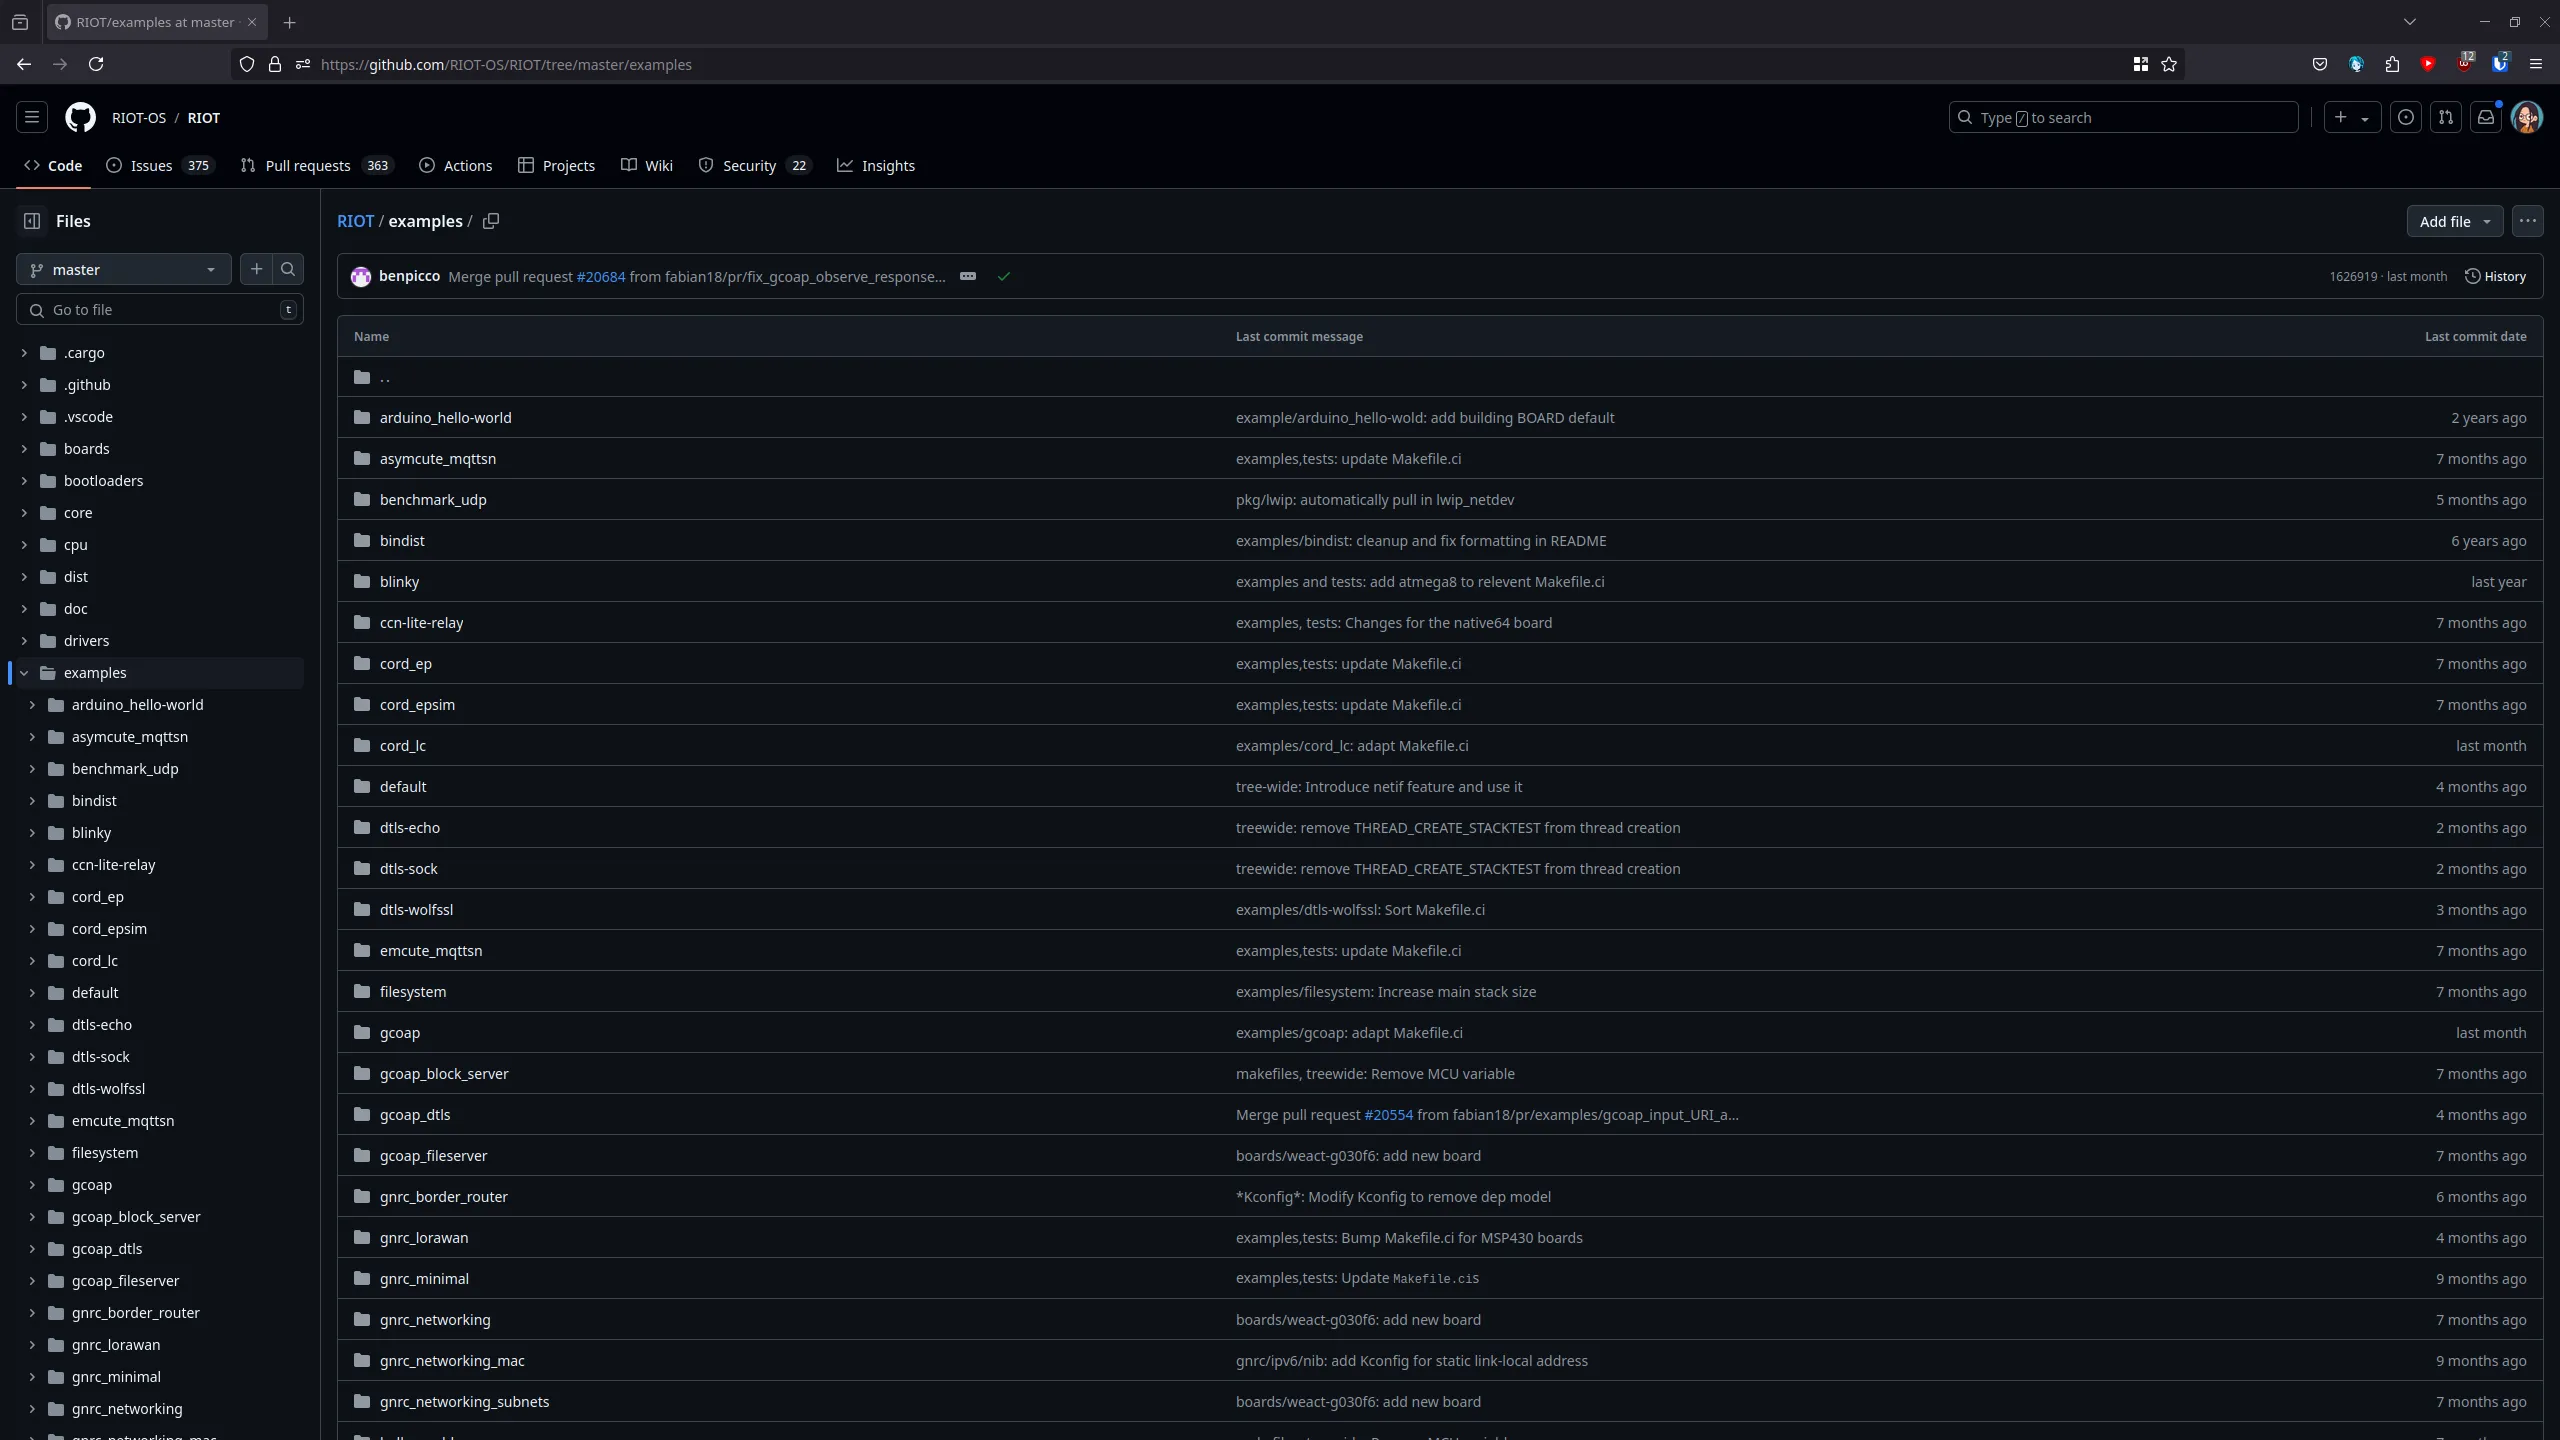 RIOT/examples at master ·
https://github.com/RIOT-OS/RIOT/tree/master/examples
12
2
RIOT-OS / RIOT
Type / to search
Code
Issues 375
Pull requests 363
Actions
Projects
Wiki
Security 22
Insights
Files
master
Go to file
t
.cargo
.github
.vscode
boards
bootloaders
core
cpu
dist
doc
drivers
examples
arduino_hello-world
asymcute_mqttsn
benchmark_udp
bindist
blinky
ccn-lite-relay
cord_ep
cord_epsim
cord_lc
default
dtls-echo
dtls-sock
dtls-wolfssl
emcute_mqttsn
filesystem
gcoap
gcoap_block_server
gcoap_dtls
gcoap_fileserver
gnrc_border_router
gnrc_lorawan
gnrc_minimal
gnrc_networking
gnrc_networking_mac
RIOT / examples /
Add file
benpicco Merge pull request #20684 from fabian18/pr/fix_gcoap_observe_response…
1626919 · last month
History
Name Last commit message Last commit date
..
arduino_hello-world example/arduino_hello-wold: add building BOARD default 2 years ago
asymcute_mqttsn examples,tests: update Makefile.ci 7 months ago
benchmark_udp pkg/lwip: automatically pull in lwip_netdev 5 months ago
bindist examples/bindist: cleanup and fix formatting in README 6 years ago
blinky examples and tests: add atmega8 to relevent Makefile.ci last year
ccn-lite-relay examples, tests: Changes for the native64 board 7 months ago
cord_ep examples,tests: update Makefile.ci 7 months ago
cord_epsim examples,tests: update Makefile.ci 7 months ago
cord_lc examples/cord_lc: adapt Makefile.ci last month
default tree-wide: Introduce netif feature and use it 4 months ago
dtls-echo treewide: remove THREAD_CREATE_STACKTEST from thread creation 2 months ago
dtls-sock treewide: remove THREAD_CREATE_STACKTEST from thread creation 2 months ago
dtls-wolfssl examples/dtls-wolfssl: Sort Makefile.ci 3 months ago
emcute_mqttsn examples,tests: update Makefile.ci 7 months ago
filesystem examples/filesystem: Increase main stack size 7 months ago
gcoap examples/gcoap: adapt Makefile.ci last month
gcoap_block_server makefiles, treewide: Remove MCU variable 7 months ago
gcoap_dtls Merge pull request #20554 from fabian18/pr/examples/gcoap_input_URI_a… 4 months ago
gcoap_fileserver boards/weact-g030f6: add new board 7 months ago
gnrc_border_router *Kconfig*: Modify Kconfig to remove dep model 6 months ago
gnrc_lorawan examples,tests: Bump Makefile.ci for MSP430 boards 4 months ago
gnrc_minimal examples,tests: Update Makefile.cis 9 months ago
gnrc_networking boards/weact-g030f6: add new board 7 months ago
gnrc_networking_mac gnrc/ipv6/nib: add Kconfig for static link-local address 9 months ago
gnrc_networking_subnets boards/weact-g030f6: add new board 7 months ago